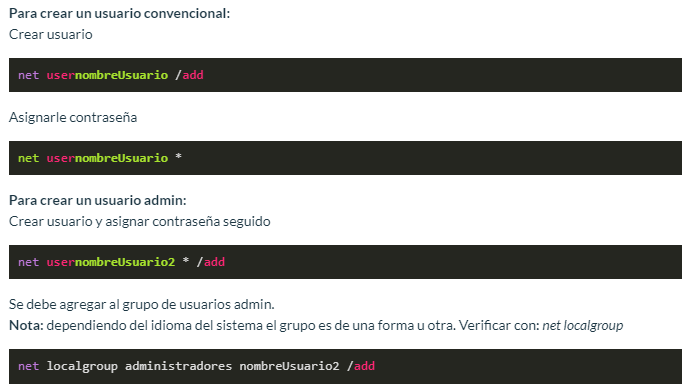 Para crear un usuario convencional:
Crear usuario
net usernombreUsuario /add
Asignarle contraseña
net usernombreUsuario *
Para crear un usuario admin:
Crear usuario y asignar contraseña seguido
net usernombreUsuario2 * /add
Se debe agregar al grupo de usuarios admin.
Nota: dependiendo del idioma del sistema el grupo es de una forma u otra. Verificar con: net localgroup
net localgroup administradores nombreUsuario2 /add